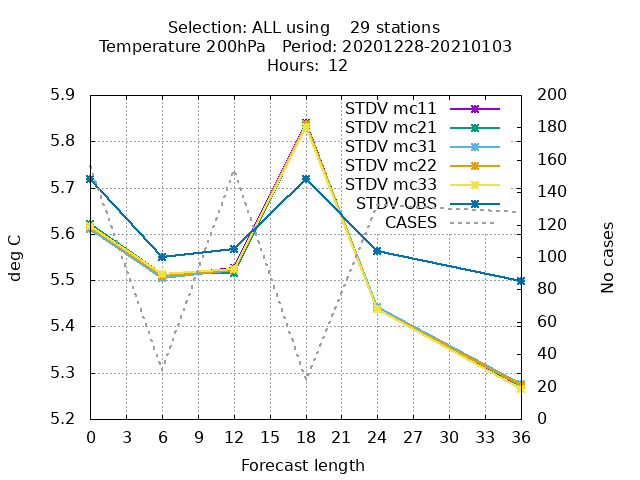 Selection: ALL using    29 stations
Temperature 200hPa   Period: 20201228-20210103
Hours:  12
5.9
5.8
5.7
5.6
5.5
5.4
5.3
5.2
deg C
STDV mc11
STDV mc21
STDV mc31
STDV mc22
STDV mc33
STDV OBS
CASES
200
180
160
140
120
100
80
60
40
20
0
No cases
0 3 6 9 12 15 18 21 24 27 30 33 36
Forecast length